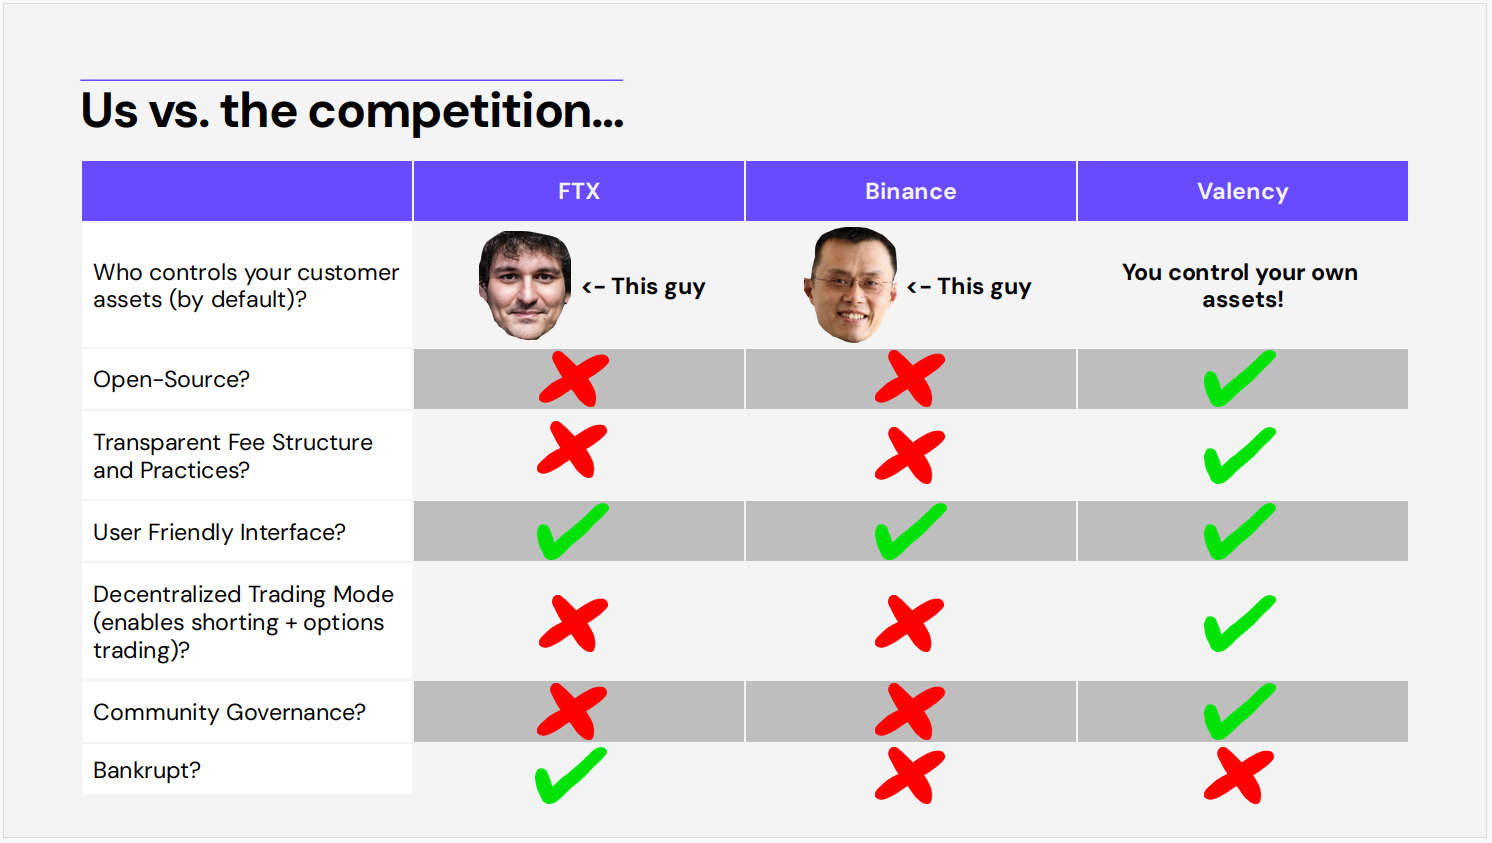 Us vs. the competition...
FTX
Binance
Valency
Who controls your customer
assets (by default)?
<- This guy
<- This guy
You control your own
assets!
Open-Source?
Transparent Fee Structure
and Practices?
User Friendly Interface?
Decentralized Trading Mode
(enables shorting + options
trading)?
Community Governance?
Bankrupt?